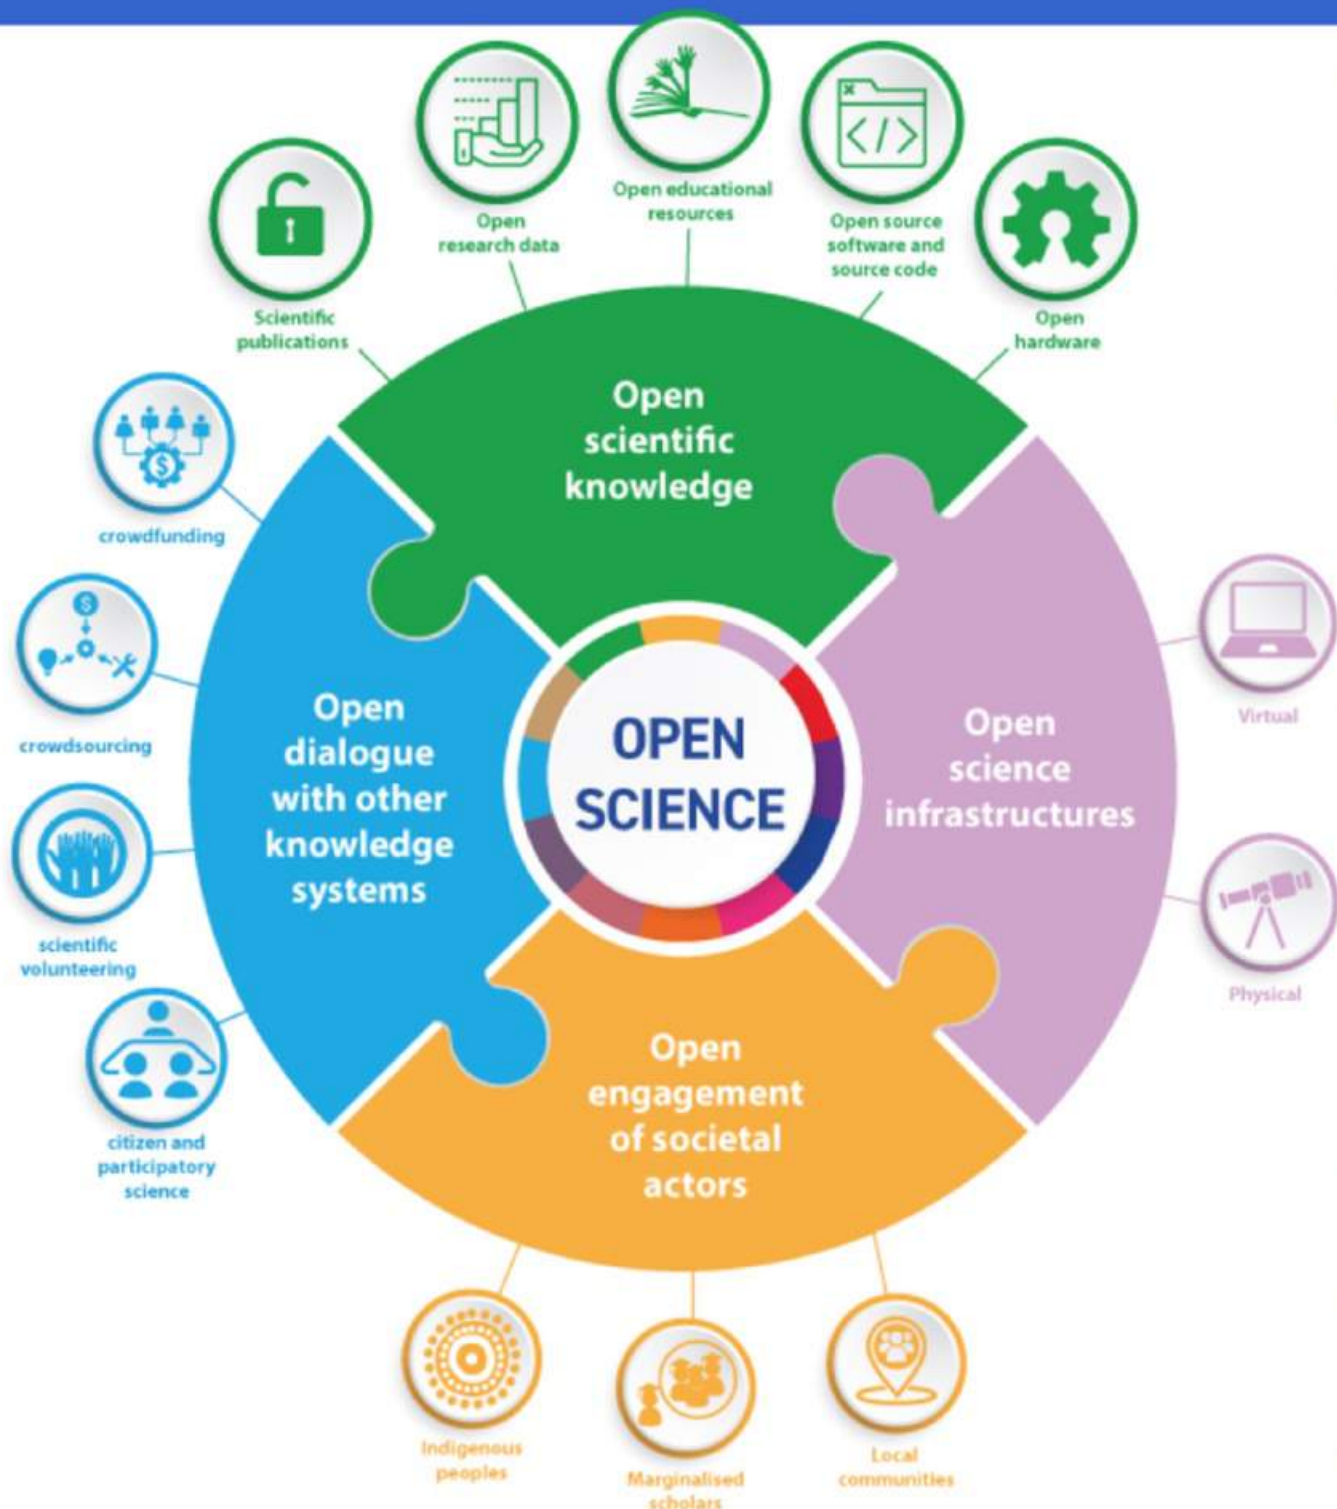 Open educational
resources
Open
research data
Open source
software and
source code
Scientific
publications
Open
hardware
Open
scientific
knowledge
crowdfunding
crowdsourcing
scientific
volunteering
citizen and
participatory
science
Open
dialogue
with other
knowledge
systems
OPEN
SCIENCE
Open
science
infrastructures
Virtual
Physical
Open
engagement
of societal
actors
Indigenous
peoples
Marginalised
scholars
Local
communities